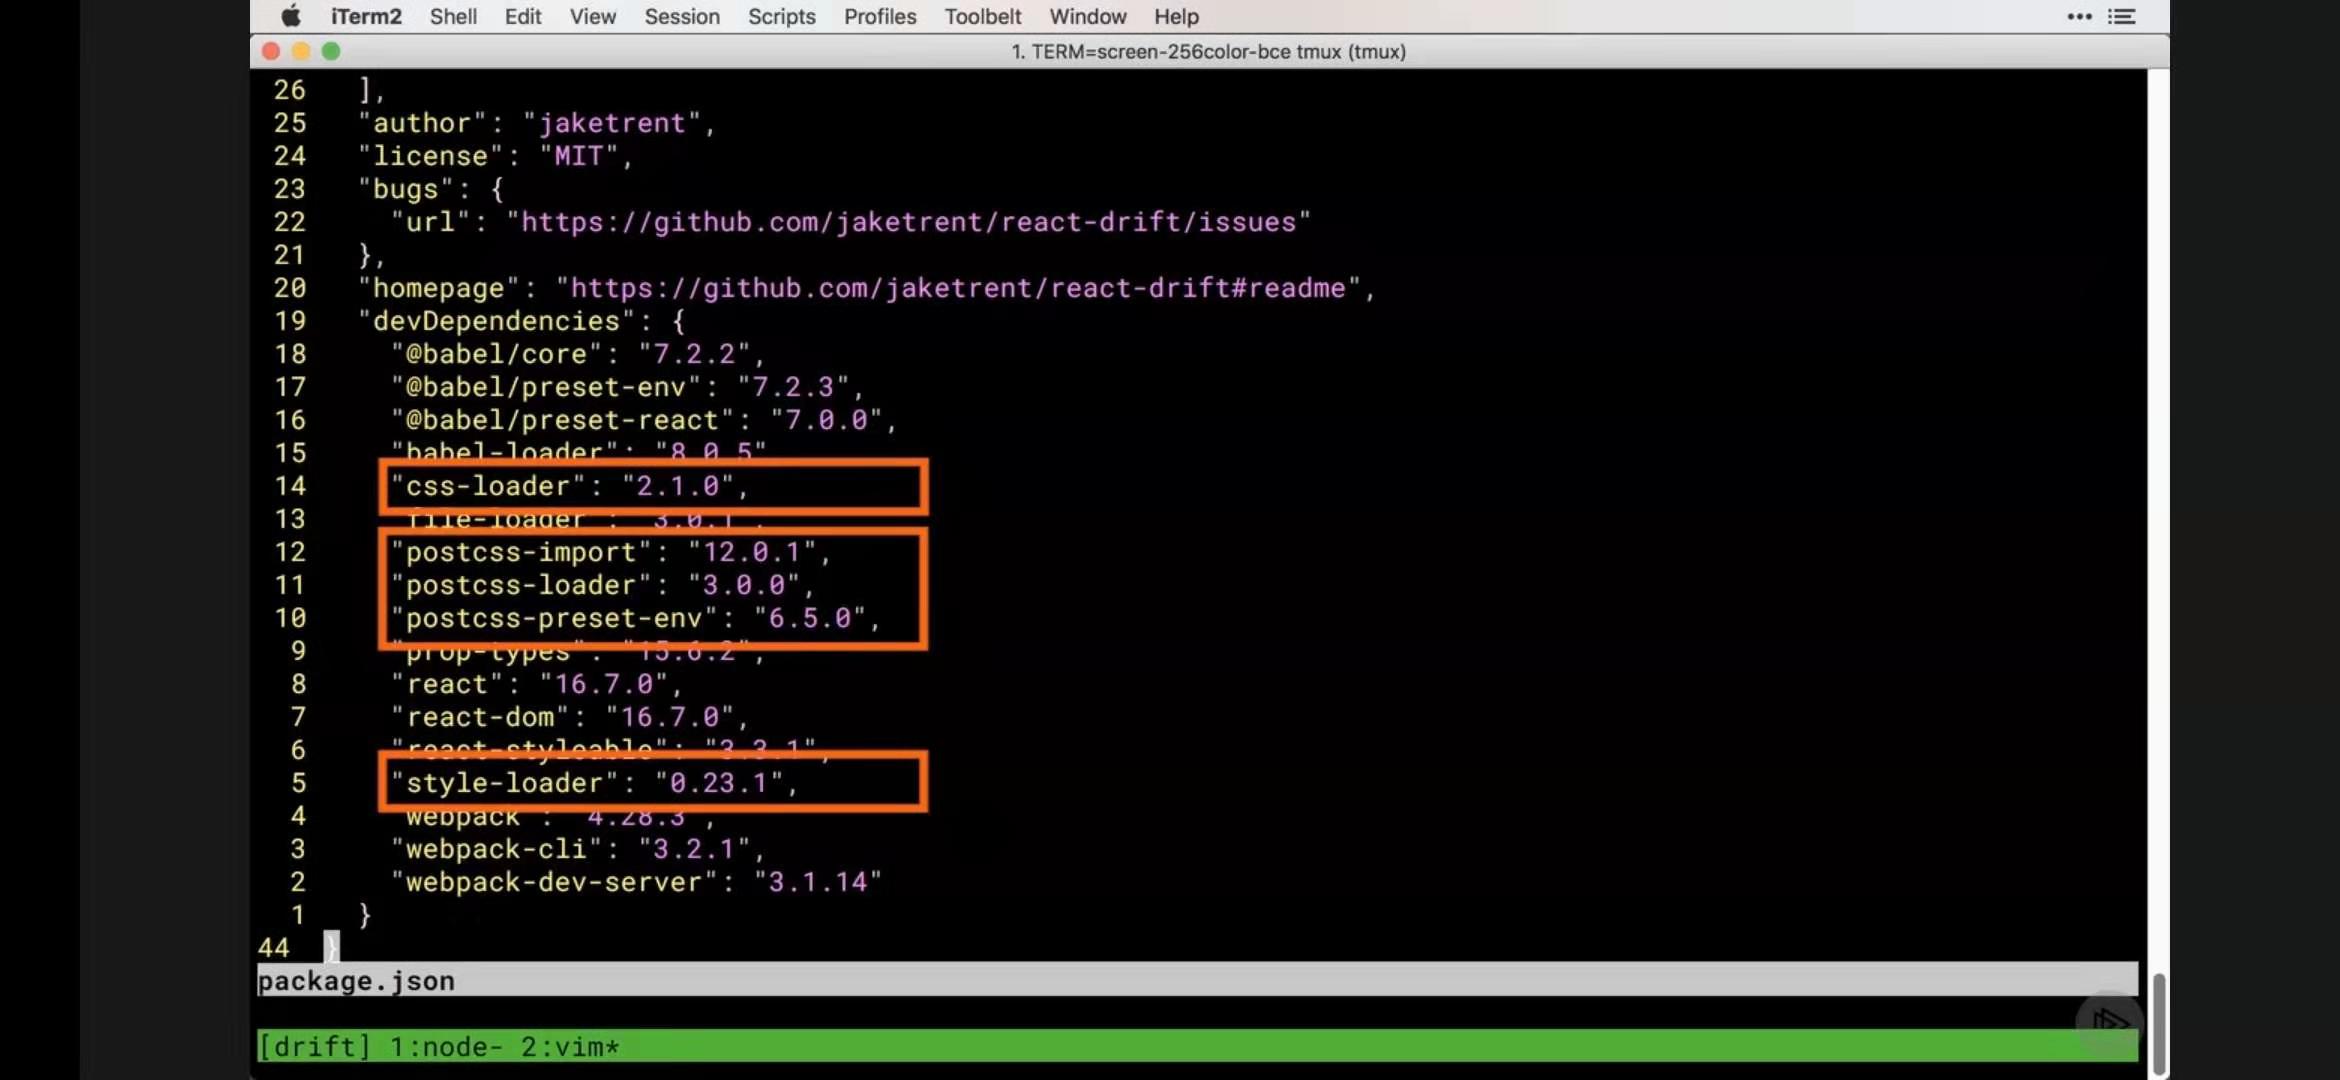 iTerm2 Shell Edit View Session Scripts Profiles Toolbelt Window Help
1. TERM=screen-256color-bce tmux (tmux)
26 ],
25 "author": "jaketrent",
24 "license": "MIT",
23 "bugs": {
22 "url": "https://github.com/jaketrent/react-drift/issues"
21 },
20 "homepage": "https://github.com/jaketrent/react-drift#readme",
19 "devDependencies": {
18 "@babel/core": "7.2.2",
17 "@babel/preset-env": "7.2.3",
16 "@babel/preset-react": "7.0.0",
15 "babel-loader": "8.0.5"
14 "css-loader": "2.1.0",
13 file-loader : 3.0.1 ,
12 "postcss-import": "12.0.1",
11 "postcss-loader": "3.0.0",
10 "postcss-preset-env": "6.5.0",
9 "prop-types": "15.6.2",
8 "react": "16.7.0",
7 "react-dom": "16.7.0",
6 "react-styleable": "3.3.1",
5 "style-loader": "0.23.1",
4 webpack : 4.28.3 ,
3 "webpack-cli": "3.2.1",
2 "webpack-dev-server": "3.1.14"
1 }
44 }
package.json
[drift] 1:node- 2:vim*